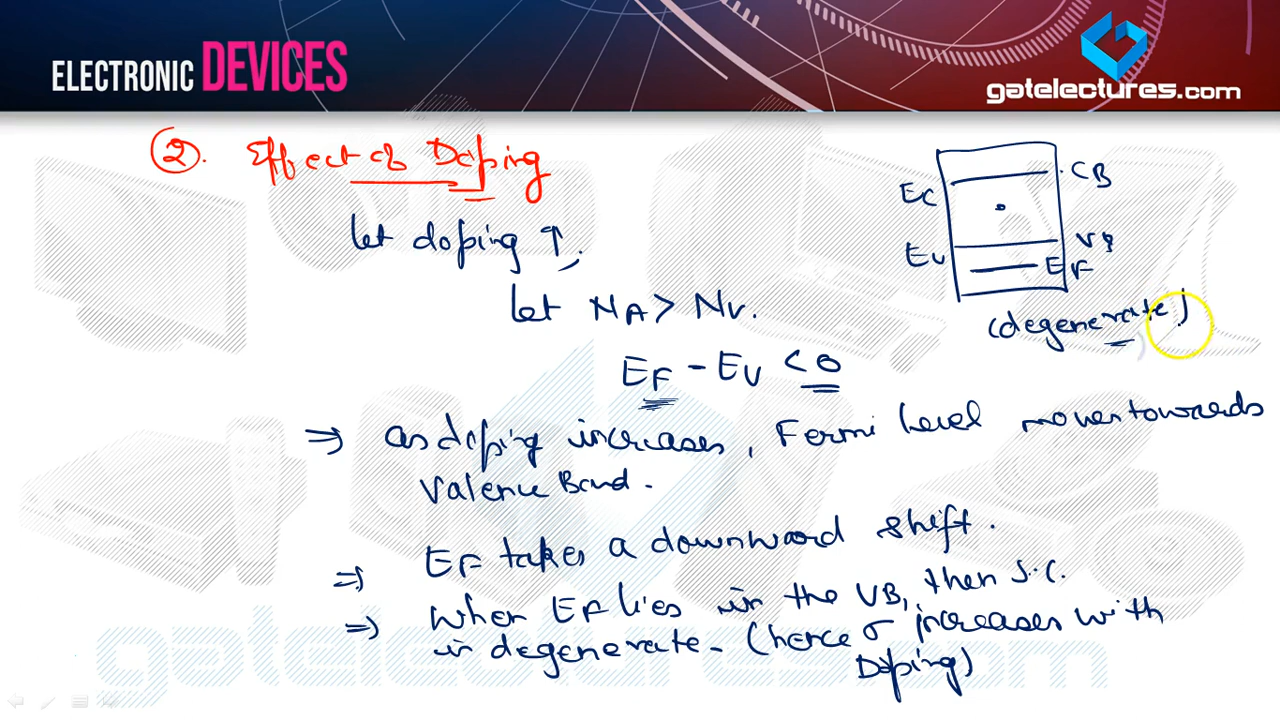 ELECTRONIC DEVICES
gatelectures.com
②. Effect of Doping
let doping ↑.
let NA > NV.
EF - EV < 0
⇒ as doping increases, Fermi level moves towards
Valence Band.
⇒ EF takes a downward shift.
⇒ When EF lies in the VB, then S.C.
is degenerate. (hence σ increases with
Doping)
EC CB
EV VB
EF
(degenerate)
gatelectures.com